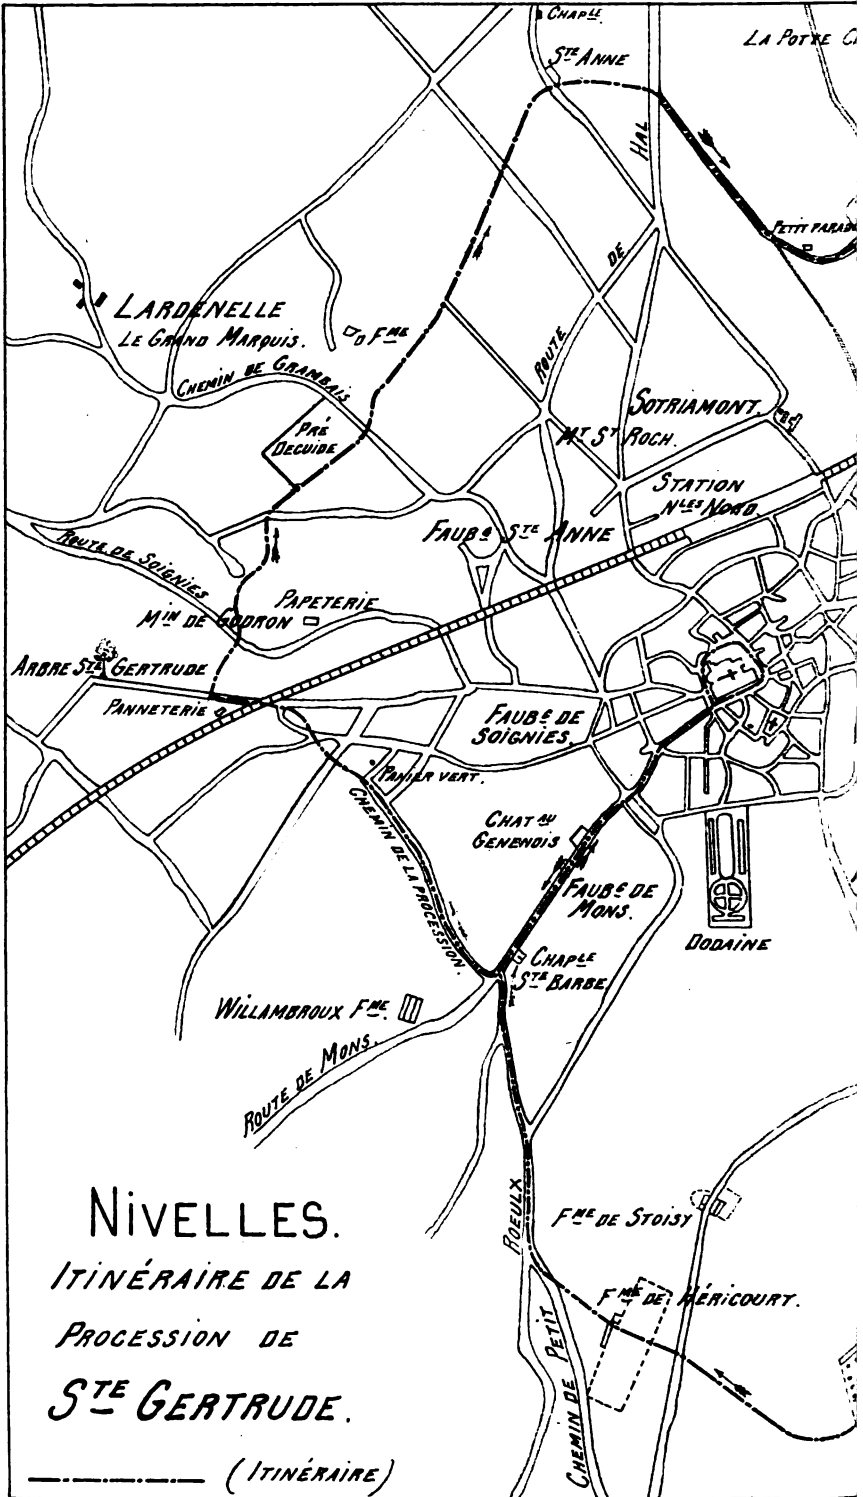 CHAPLE
STE ANNE
LA POTTE
HAL
PETIT PARAD
LARDENELLE
LE GRAND MARQUIS.
FME
DE
ROUTE
CHEMIN DE GRAMBAIS
PRÉ
DECUIDE
SOTRIAMONT.
MT ST ROCH.
STATION
NLES NORD
FAUBG STE ANNE
ROUTE DE SOIGNIES
PAPETERIE
MIN DE GODRON
ARBRE STE GERTRUDE
PANNETERIE
FAUBG DE
SOIGNIES.
PANIER VERT.
CHEMIN DE LA PROCESSION.
CHATAU
GENENOIS
FAUBG DE
MONS.
DODAINE
CHAPLE
STE BARBE
WILLAMBROUX FME.
ROUTE DE MONS.
ROEULX
FME DE STOISY
FME DE HÉRICOURT.
CHEMIN DE PETIT
NIVELLES.
ITINÉRAIRE DE LA
PROCESSION DE
STE GERTRUDE.
(ITINÉRAIRE)